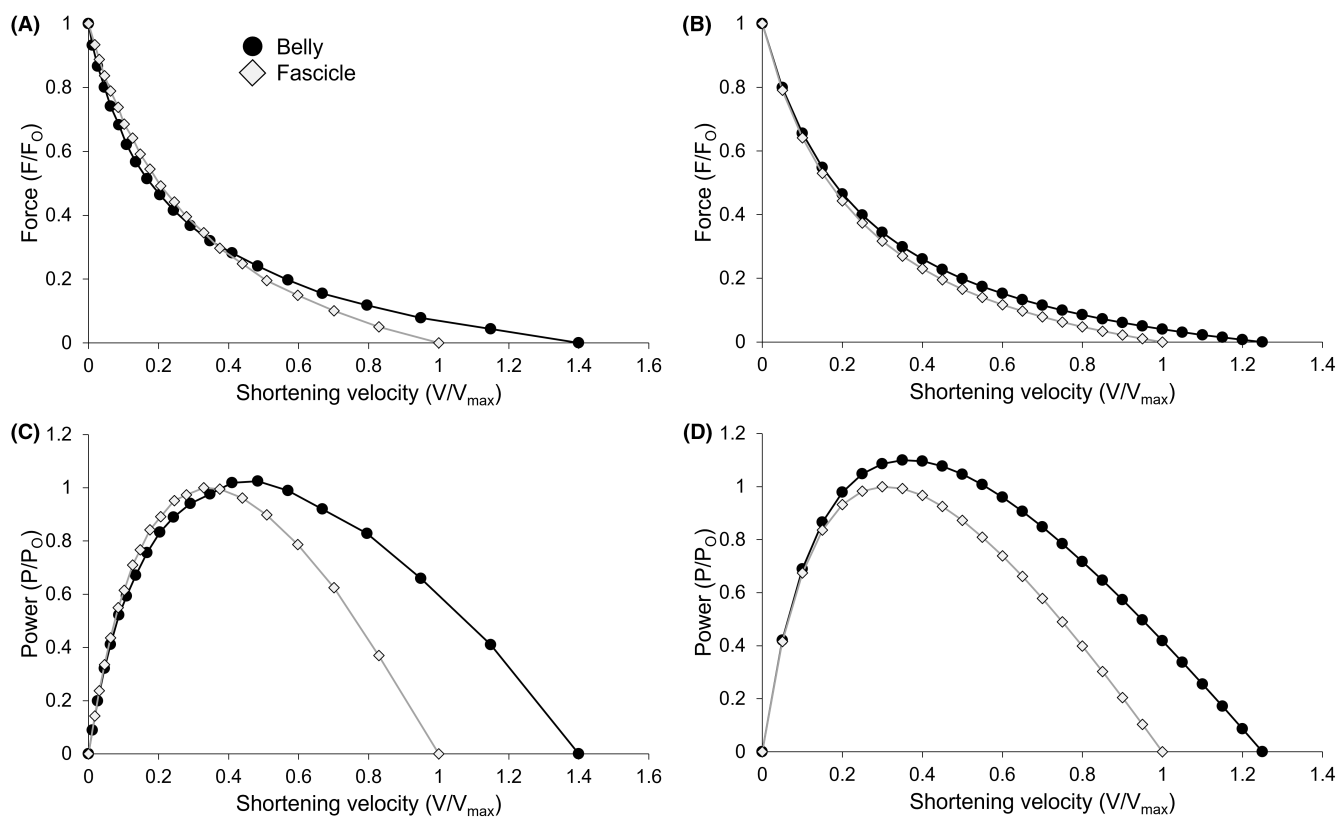 (A)
Belly
Fascicle
1
0.8
0.6
0.4
0.2
0
Force (F/F_O)
0 0.2 0.4 0.6 0.8 1 1.2 1.4 1.6
Shortening velocity (V/V_max)
(B)
1
0.8
0.6
0.4
0.2
0
Force (F/F_O)
0 0.2 0.4 0.6 0.8 1 1.2 1.4
Shortening velocity (V/V_max)
(C)
1.2
1
0.8
0.6
0.4
0.2
0
Power (P/P_O)
0 0.2 0.4 0.6 0.8 1 1.2 1.4 1.6
Shortening velocity (V/V_max)
(D)
1.2
1
0.8
0.6
0.4
0.2
0
Power (P/P_O)
0 0.2 0.4 0.6 0.8 1 1.2 1.4
Shortening velocity (V/V_max)